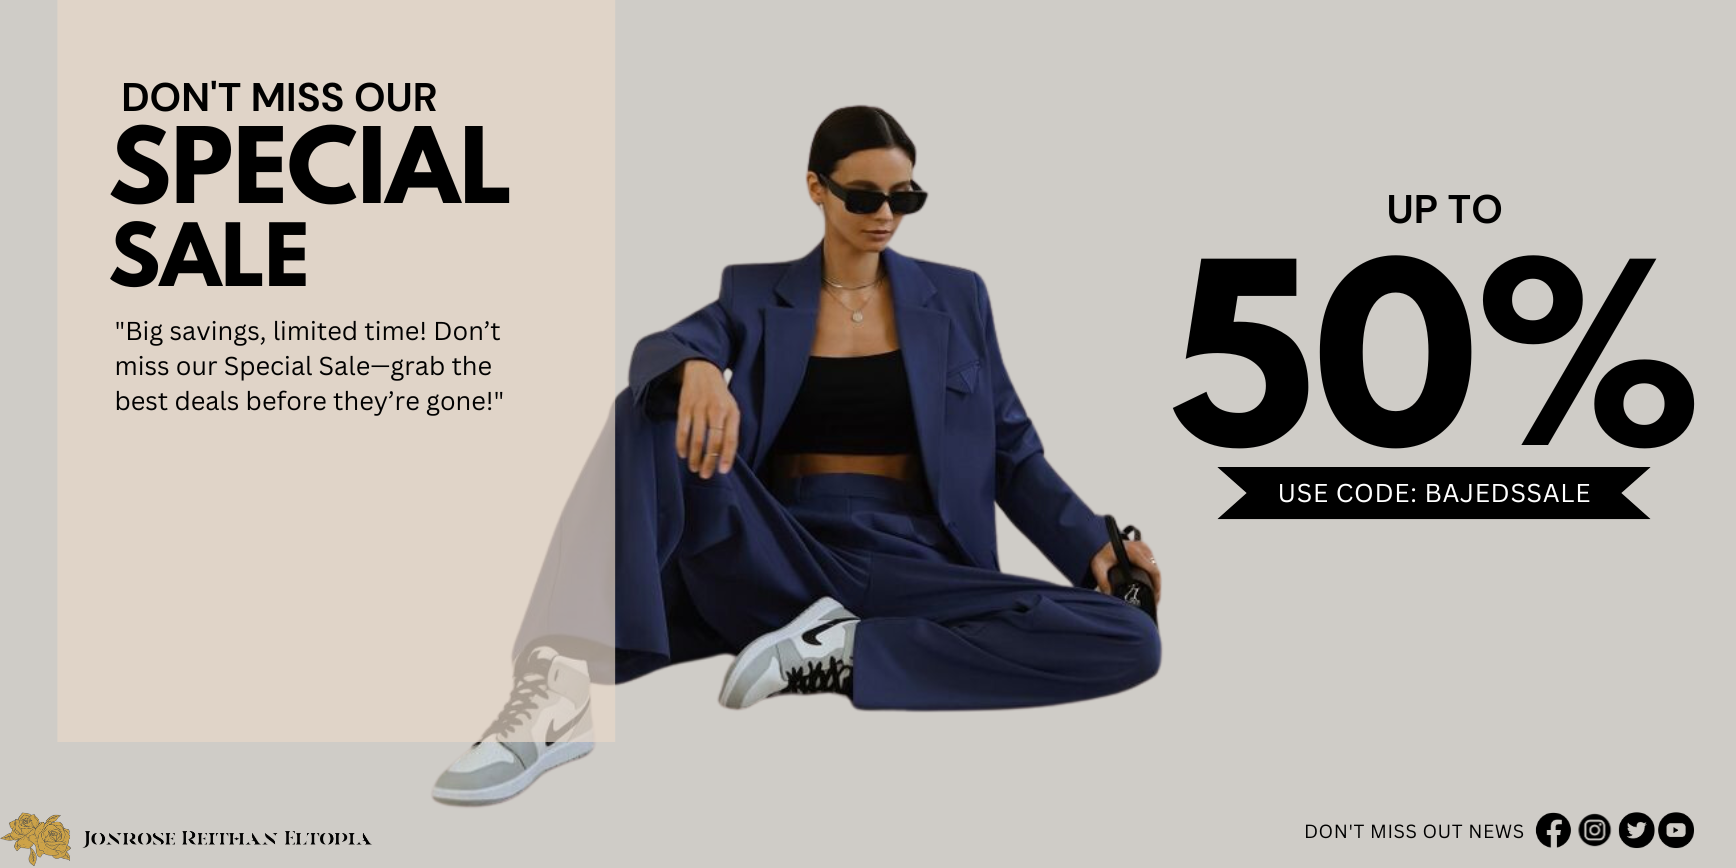 DON'T MISS OUR
SPECIAL
SALE
"Big savings, limited time! Don’t
miss our Special Sale—grab the
best deals before they’re gone!"
UP TO
50%
USE CODE: BAJEDSSALE
Jonrose Reithan Eltopia
DON'T MISS OUT NEWS